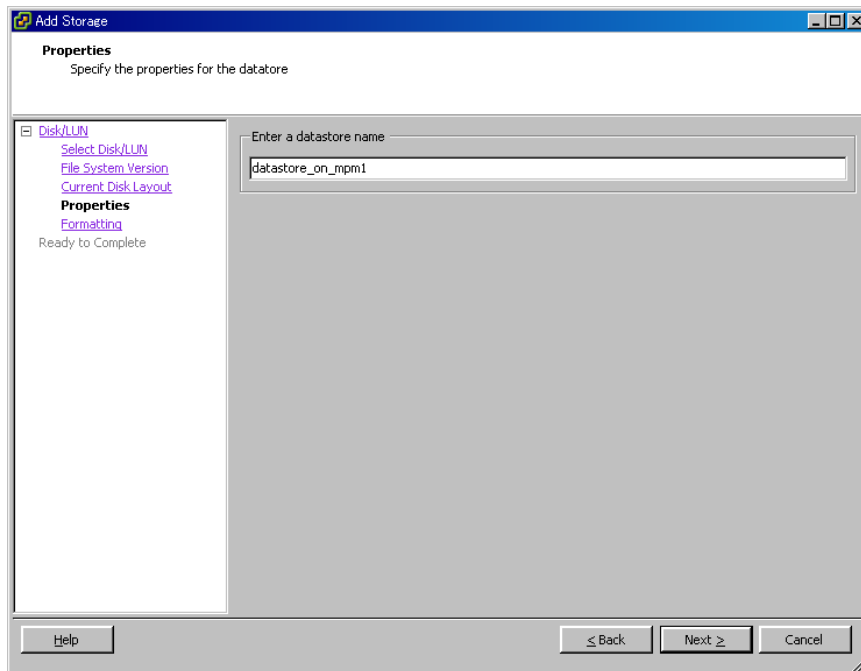 Add Storage
Properties
Specify the properties for the datatore
Disk/LUN
Select Disk/LUN
File System Version
Current Disk Layout
Properties
Formatting
Ready to Complete
Enter a datastore name
datastore_on_mpm1
Help
< Back
Next >
Cancel